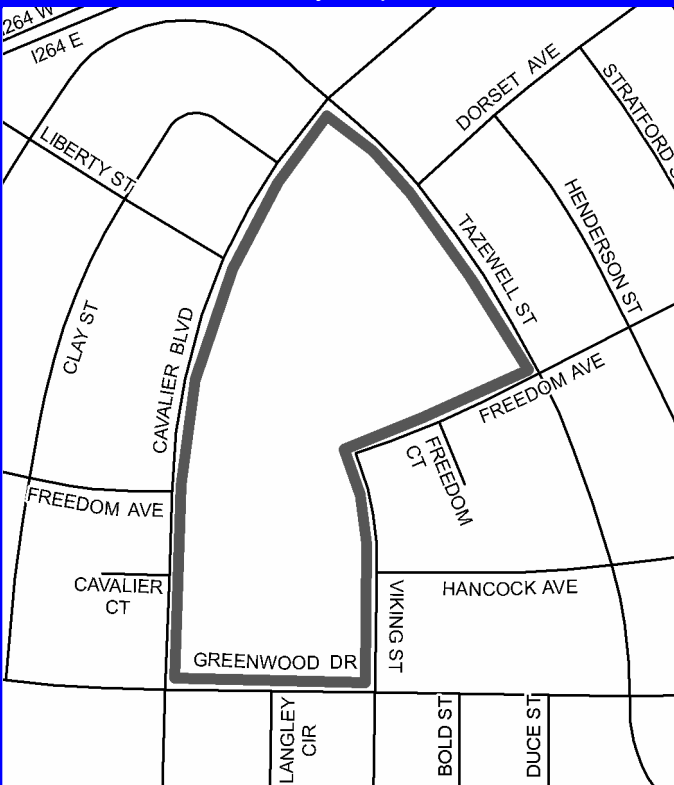 I264 W
I264 E
LIBERTY ST
DORSET AVE
STRATFORD
HENDERSON ST
TAZEWELL ST
CLAY ST
CAVALIER BLVD
FREEDOM AVE
FREEDOM
CT
FREEDOM AVE
CAVALIER
CT
HANCOCK AVE
VIKING ST
GREENWOOD DR
LANGLEY
CIR
BOLD ST
DUCE ST